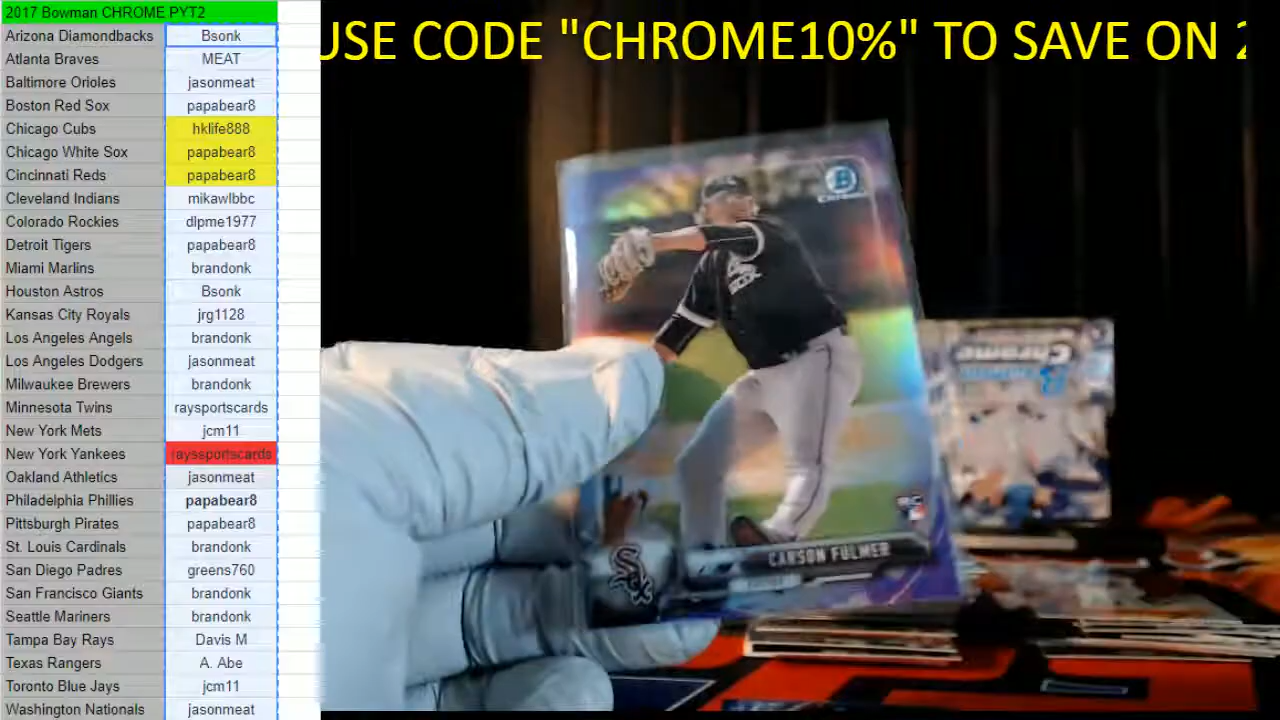 2017 Bowman CHROME PYT2
Arizona Diamondbacks Bsonk
Atlanta Braves MEAT
Baltimore Orioles jasonmeat
Boston Red Sox papabear8
Chicago Cubs hklife888
Chicago White Sox papabear8
Cincinnati Reds papabear8
Cleveland Indians mikawlbbc
Colorado Rockies dlpme1977
Detroit Tigers papabear8
Miami Marlins brandonk
Houston Astros Bsonk
Kansas City Royals jrg1128
Los Angeles Angels brandonk
Los Angeles Dodgers jasonmeat
Milwaukee Brewers brandonk
Minnesota Twins raysportscards
New York Mets jcm11
New York Yankees rayssportscards
Oakland Athletics jasonmeat
Philadelphia Phillies papabear8
Pittsburgh Pirates papabear8
St. Louis Cardinals brandonk
San Diego Padres greens760
San Francisco Giants brandonk
Seattle Mariners brandonk
Tampa Bay Rays Davis M
Texas Rangers A. Abe
Toronto Blue Jays jcm11
Washington Nationals jasonmeat
USE CODE "CHROME10%" TO SAVE ON
B
CHROME
SOX
RC
CARSON FULMER
SOX
Bowman
Chrome